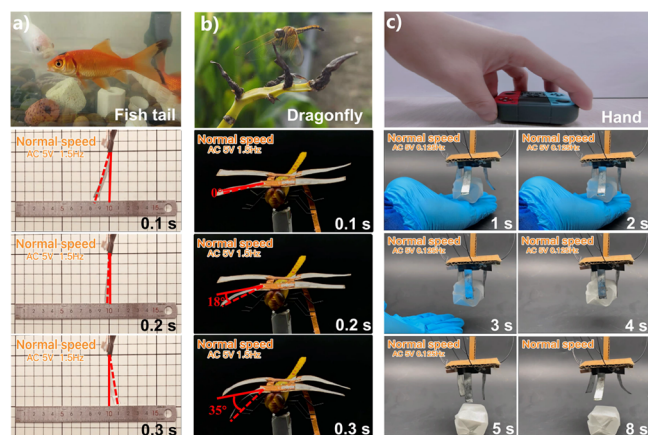 a)
Fish tail
Normal speed
AC 5V 1.5Hz
0.1 s
Normal speed
AC 5V 1.5Hz
0.2 s
Normal speed
AC 5V 1.5Hz
0.3 s
b)
Dragonfly
Normal speed
AC 5V 1.5Hz
0°
0.1 s
Normal speed
AC 5V 1.5Hz
18°
0.2 s
Normal speed
AC 5V 1.5Hz
35°
0.3 s
c)
Hand
Normal speed
AC 5V 0.125Hz
1 s
Normal speed
AC 5V 0.125Hz
2 s
Normal speed
AC 5V 0.125Hz
3 s
Normal speed
AC 5V 0.125Hz
4 s
Normal speed
AC 5V 0.125Hz
5 s
Normal speed
AC 5V 0.125Hz
8 s